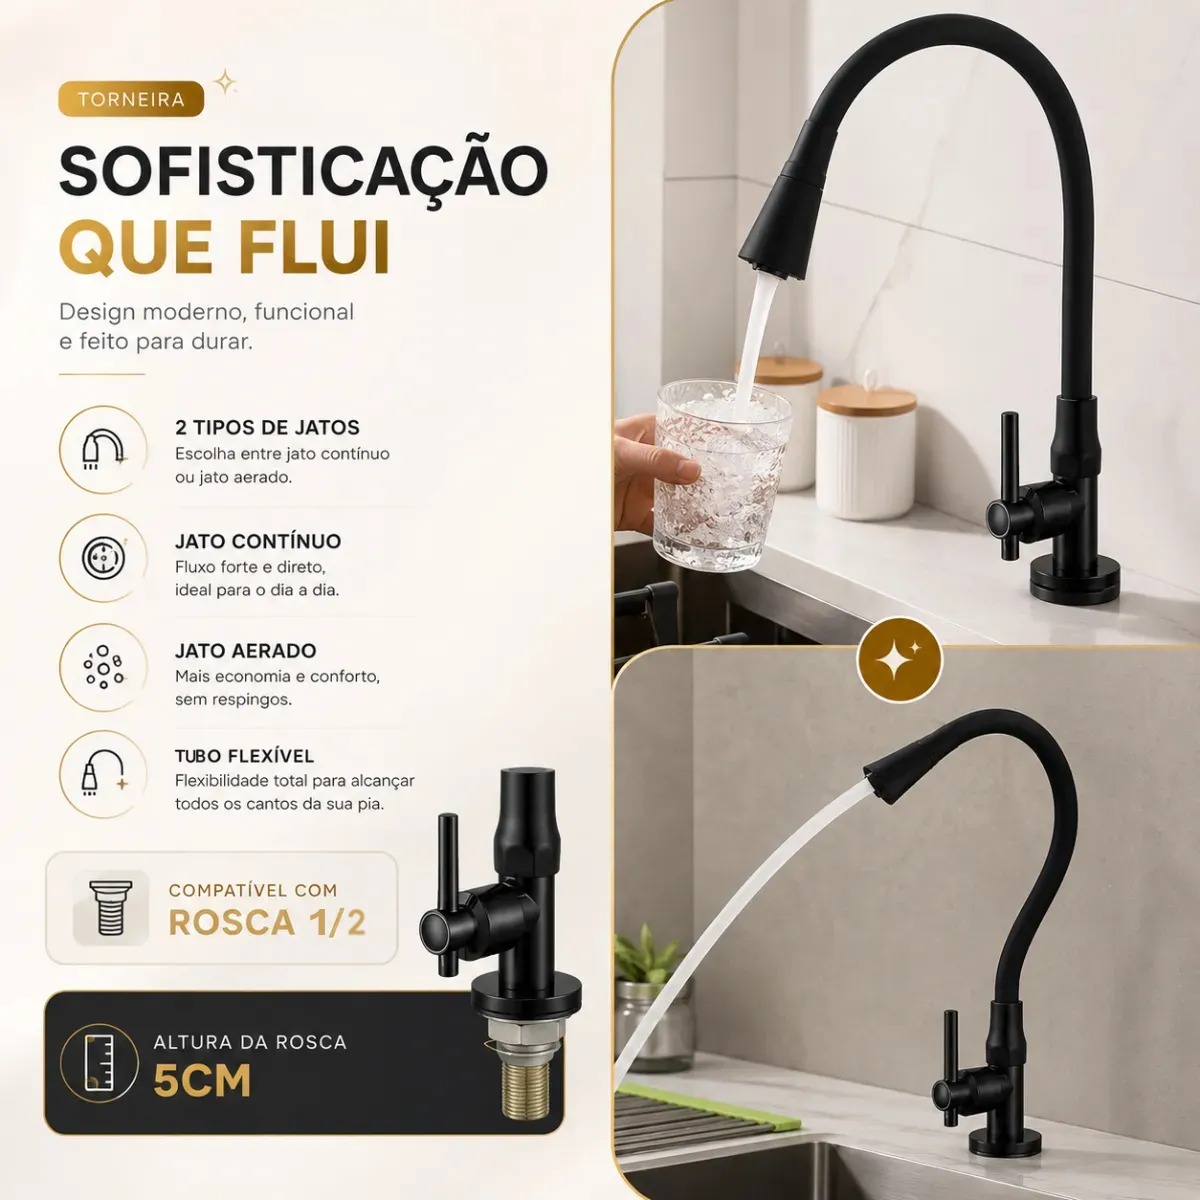 TORNEIRA
SOFISTICAÇÃO
QUE FLUI
Design moderno, funcional
e feito para durar.
2 TIPOS DE JATOS
Escolha entre jato contínuo
ou jato aerado.
JATO CONTÍNUO
Fluxo forte e direto,
ideal para o dia a dia.
JATO AERADO
Mais economia e conforto,
sem respingos.
TUBO FLEXÍVEL
Flexibilidade total para alcançar
todos os cantos da sua pia.
COMPATÍVEL COM
ROSCA 1/2
ALTURA DA ROSCA
5CM